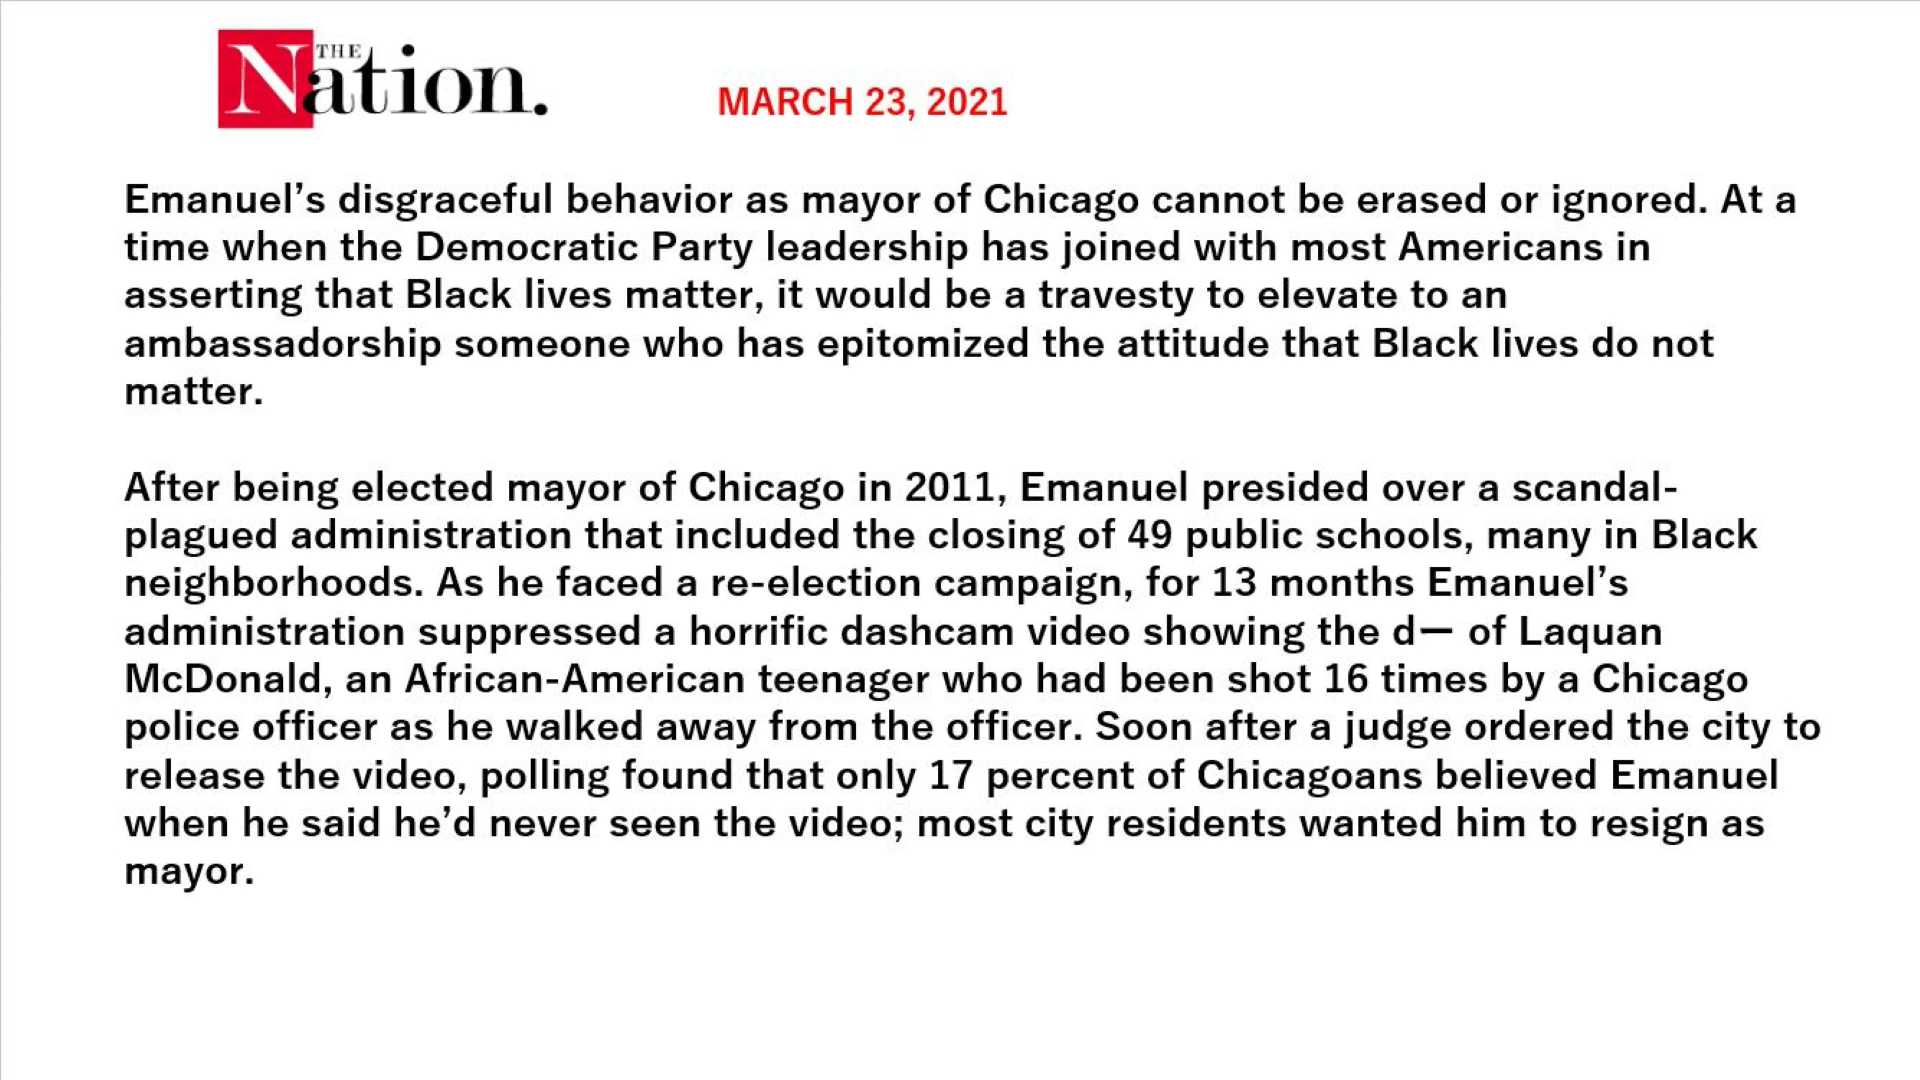 THE
Nation.
MARCH 23, 2021
Emanuel’s disgraceful behavior as mayor of Chicago cannot be erased or ignored. At a
time when the Democratic Party leadership has joined with most Americans in
asserting that Black lives matter, it would be a travesty to elevate to an
ambassadorship someone who has epitomized the attitude that Black lives do not
matter.
After being elected mayor of Chicago in 2011, Emanuel presided over a scandal-
plagued administration that included the closing of 49 public schools, many in Black
neighborhoods. As he faced a re-election campaign, for 13 months Emanuel’s
administration suppressed a horrific dashcam video showing the d— of Laquan
McDonald, an African-American teenager who had been shot 16 times by a Chicago
police officer as he walked away from the officer. Soon after a judge ordered the city to
release the video, polling found that only 17 percent of Chicagoans believed Emanuel
when he said he’d never seen the video; most city residents wanted him to resign as
mayor.